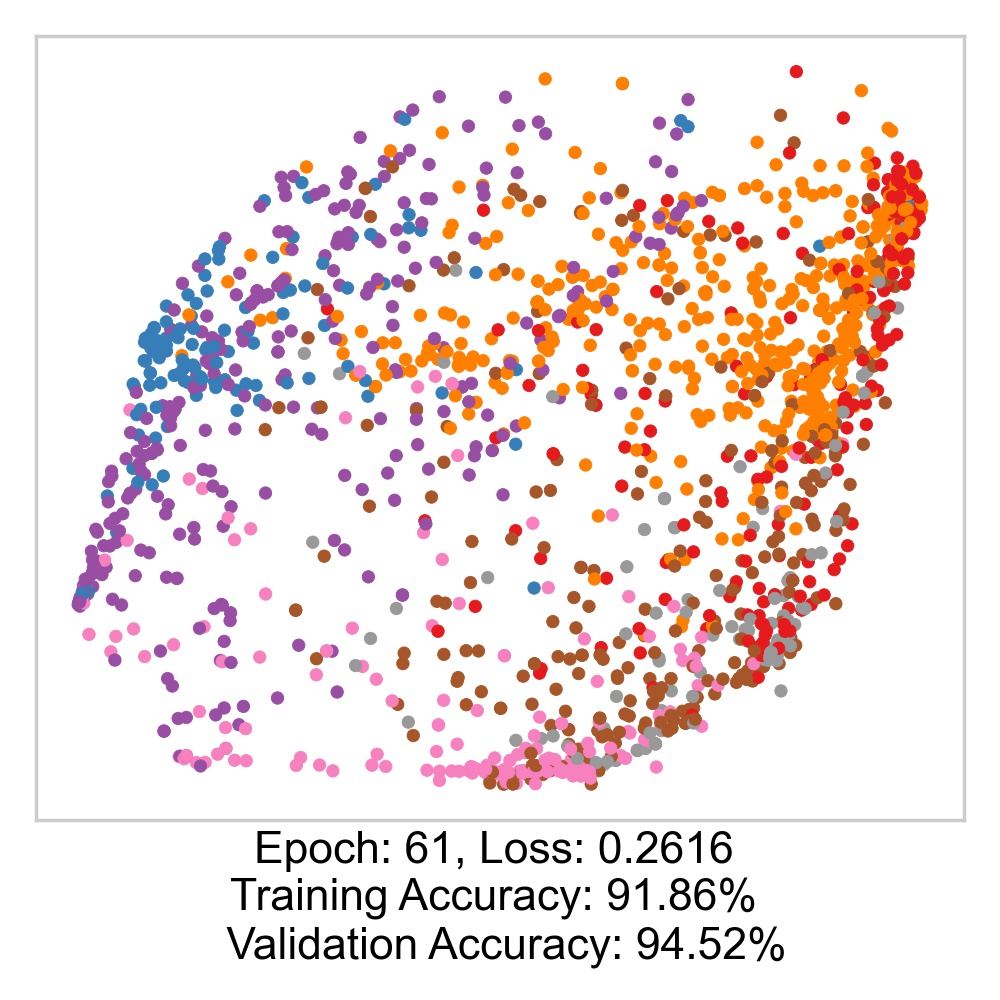 Epoch: 61, Loss: 0.2616
Training Accuracy: 91.86%
Validation Accuracy: 94.52%